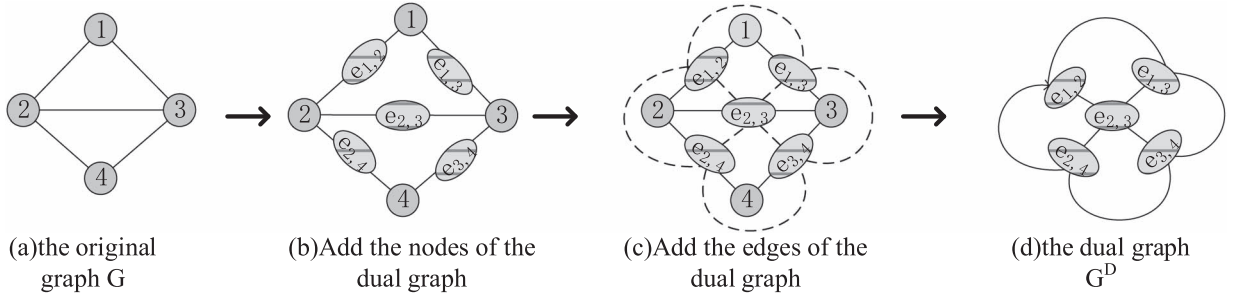 1
2
3
4
1
e1,2
e1,3
2
e2,3
3
e2,4
e3,4
4
1
e1,2
e1,3
2
e2,3
3
e2,4
e3,4
4
e1,2
e1,3
e2,3
e2,4
e3,4
(a)the original
graph G
(b)Add the nodes of the
dual graph
(c)Add the edges of the
dual graph
(d)the dual graph
G^D